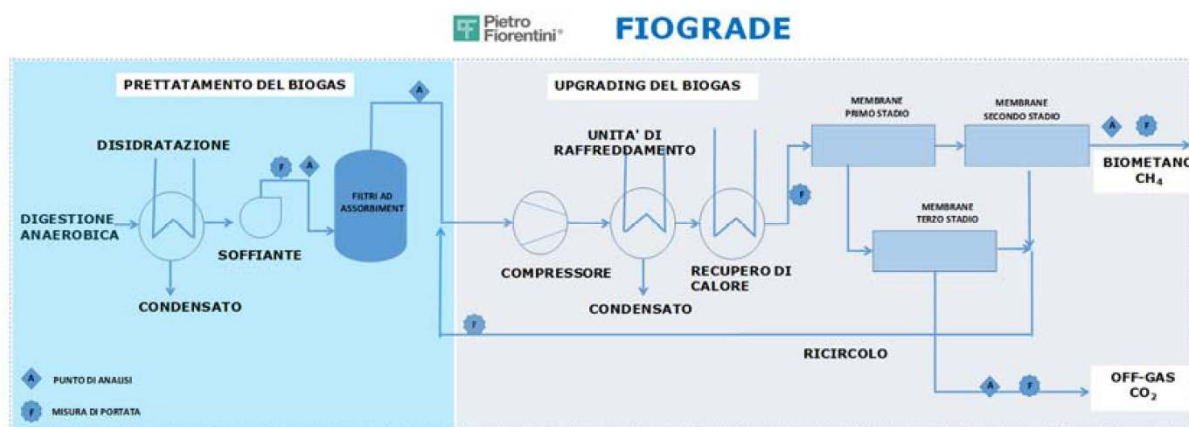 Pietro
Fiorentini®
FIOGRADE
PRETTATAMENTO DEL BIOGAS
UPGRADING DEL BIOGAS
A
DISIDRATAZIONE
F
A
FILTRI AD
ASSORBIMENT
DIGESTIONE
ANAEROBICA
SOFFIANTE
CONDENSATO
UNITA' DI
RAFFREDDAMENTO
COMPRESSORE
CONDENSATO
RECUPERO DI
CALORE
F
MEMBRANE
PRIMO STADIO
MEMBRANE
SECONDO STADIO
MEMBRANE
TERZO STADIO
A
F
BIOMETANO
CH4
F
RICIRCOLO
A
F
OFF-GAS
CO2
A PUNTO DI ANALISI
F MISURA DI PORTATA